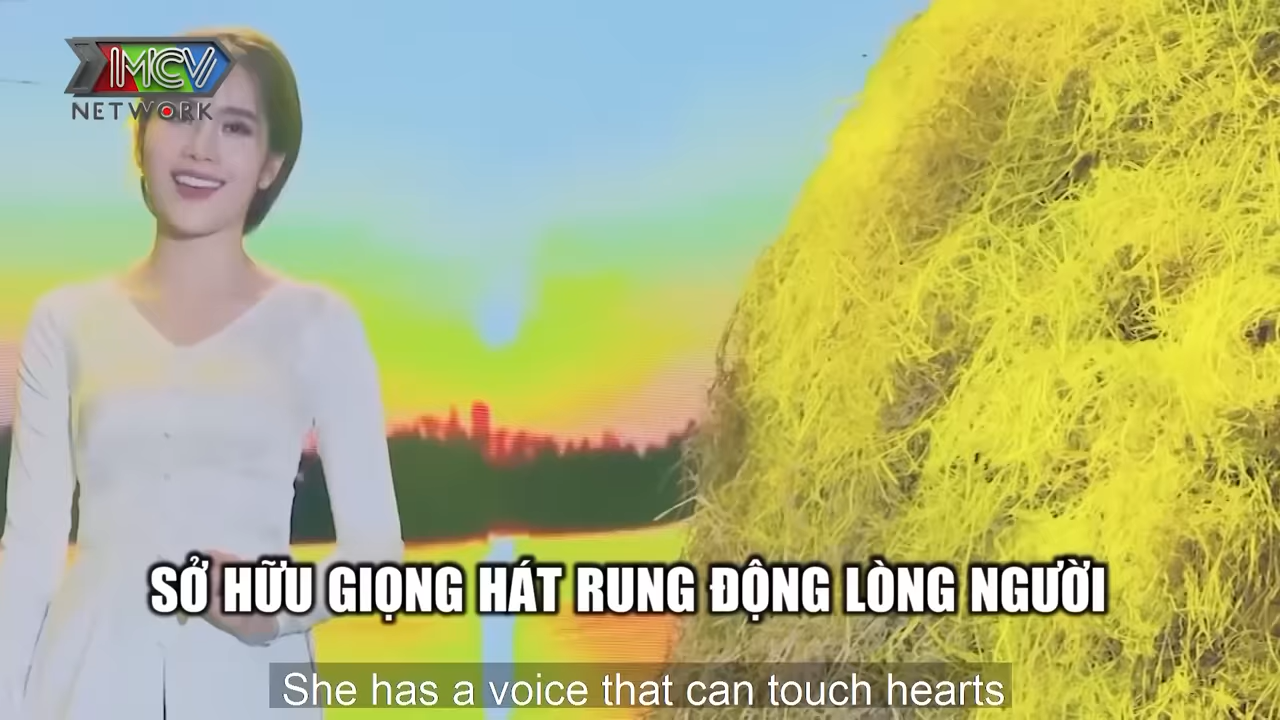 MCV
NETWORK
SỞ HỮU GIỌNG HÁT RUNG ĐỘNG LÒNG NGƯỜI
She has a voice that can touch hearts